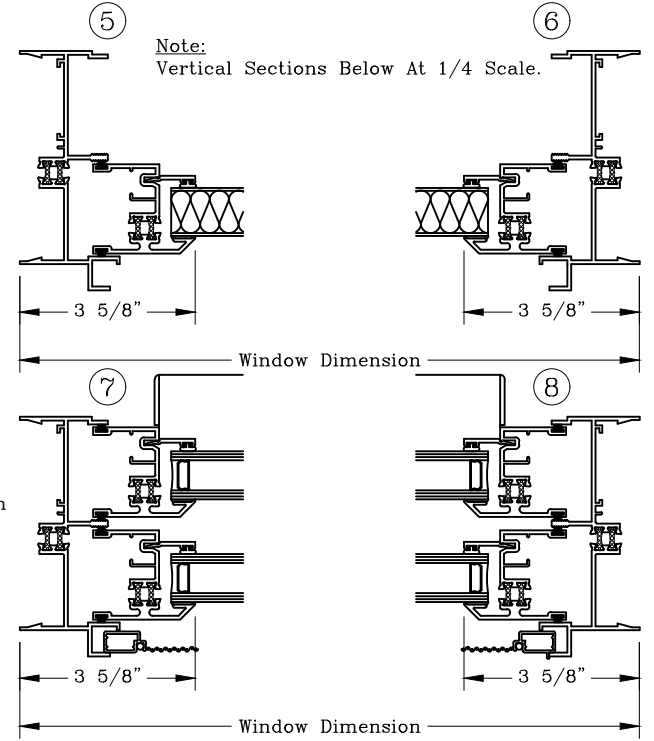 5
6
Note:
Vertical Sections Below At 1/4 Scale.
3 5/8"
3 5/8"
Window Dimension
7
8
n
3 5/8"
3 5/8"
Window Dimension